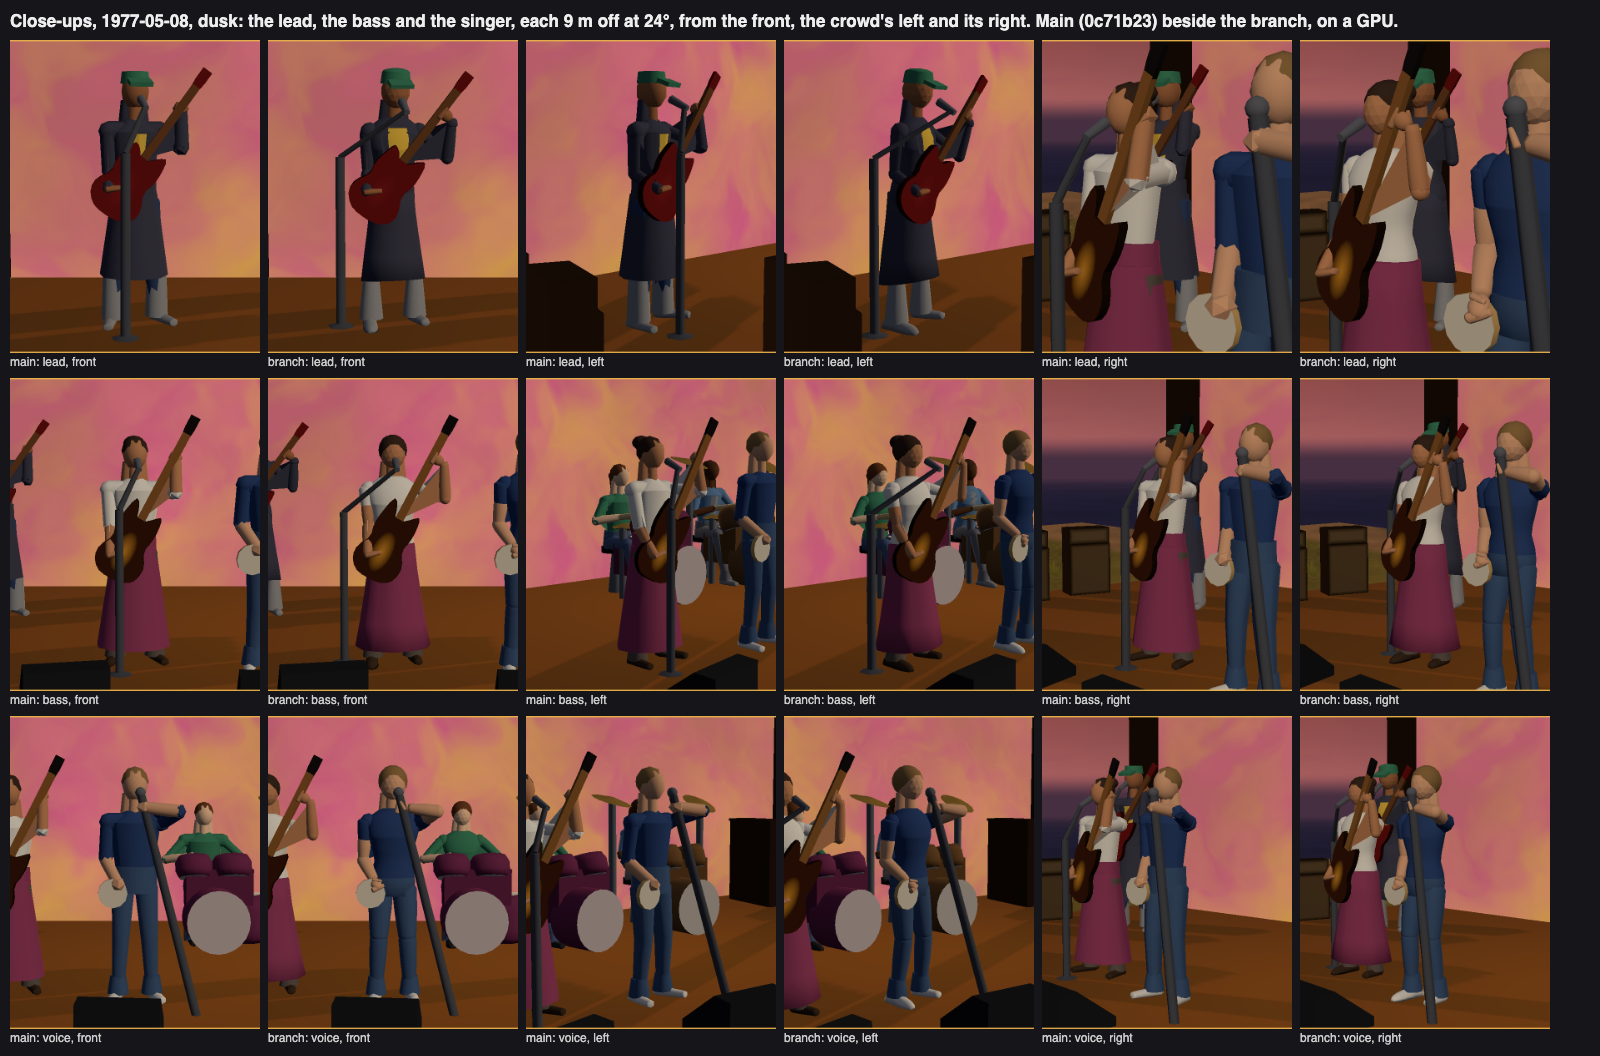 Close-ups, 1977-05-08, dusk: the lead, the bass and the singer, each 9 m off at 24°, from the front, the crowd's left and its right. Main (0c71b23) beside the branch, on a GPU.
main: lead, front
branch: lead, front
main: lead, left
branch: lead, left
main: lead, right
branch: lead, right
main: bass, front
branch: bass, front
main: bass, left
branch: bass, left
main: bass, right
branch: bass, right
main: voice, front
branch: voice, front
main: voice, left
branch: voice, left
main: voice, right
branch: voice, right